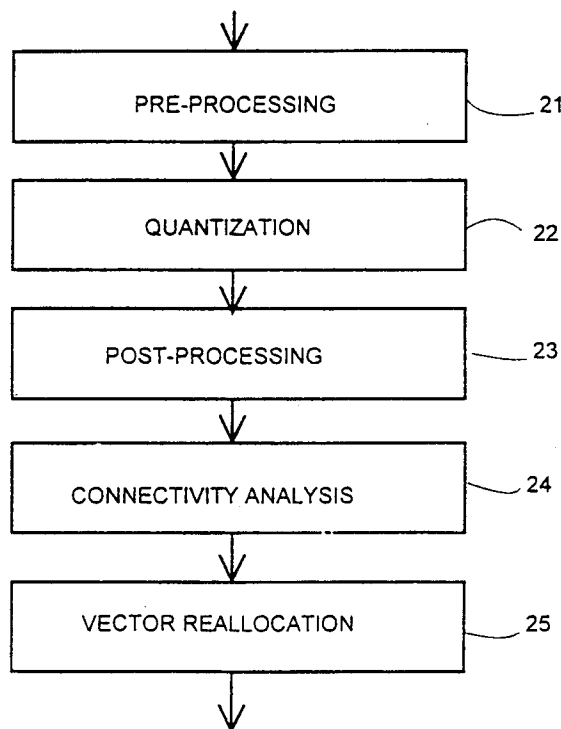 PRE-PROCESSING
21
QUANTIZATION
22
POST-PROCESSING
23
CONNECTIVITY ANALYSIS
24
VECTOR REALLOCATION
25